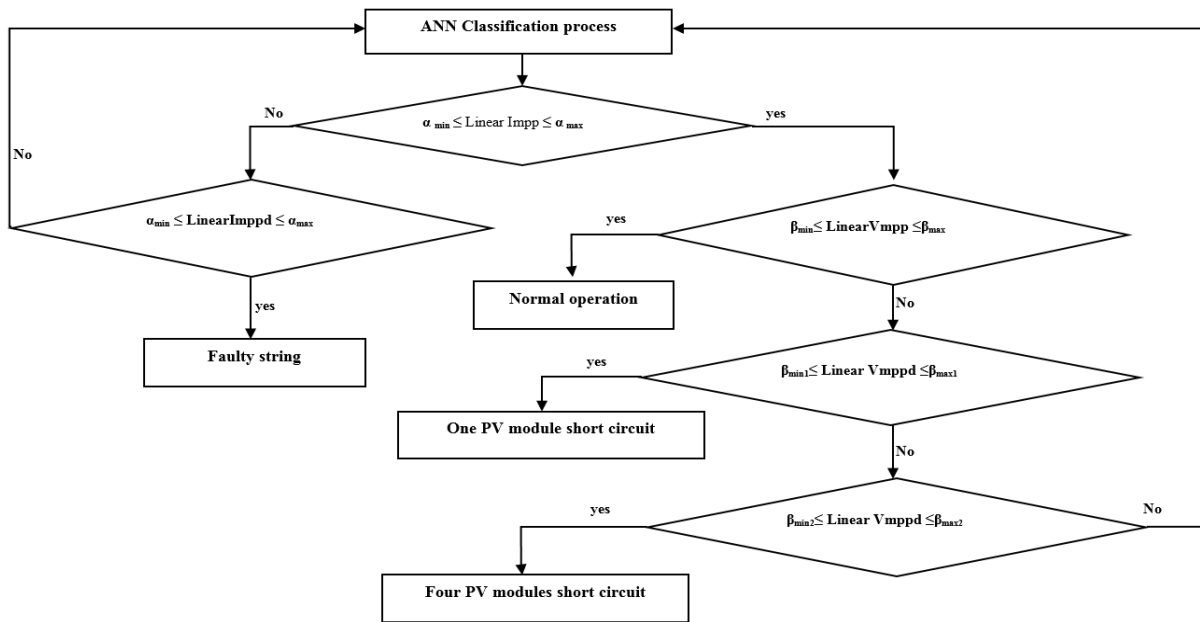 ANN Classification process
No
α min ≤ Linear Impp ≤ α max
yes
No
αmin ≤ LinearImppd ≤ αmax
yes
βmin≤ LinearVmpp ≤βmax
yes
Normal operation
No
Faulty string
yes
βmin1≤ Linear Vmppd ≤βmax1
One PV module short circuit
No
yes
βmin2≤ Linear Vmppd ≤βmax2
No
Four PV modules short circuit